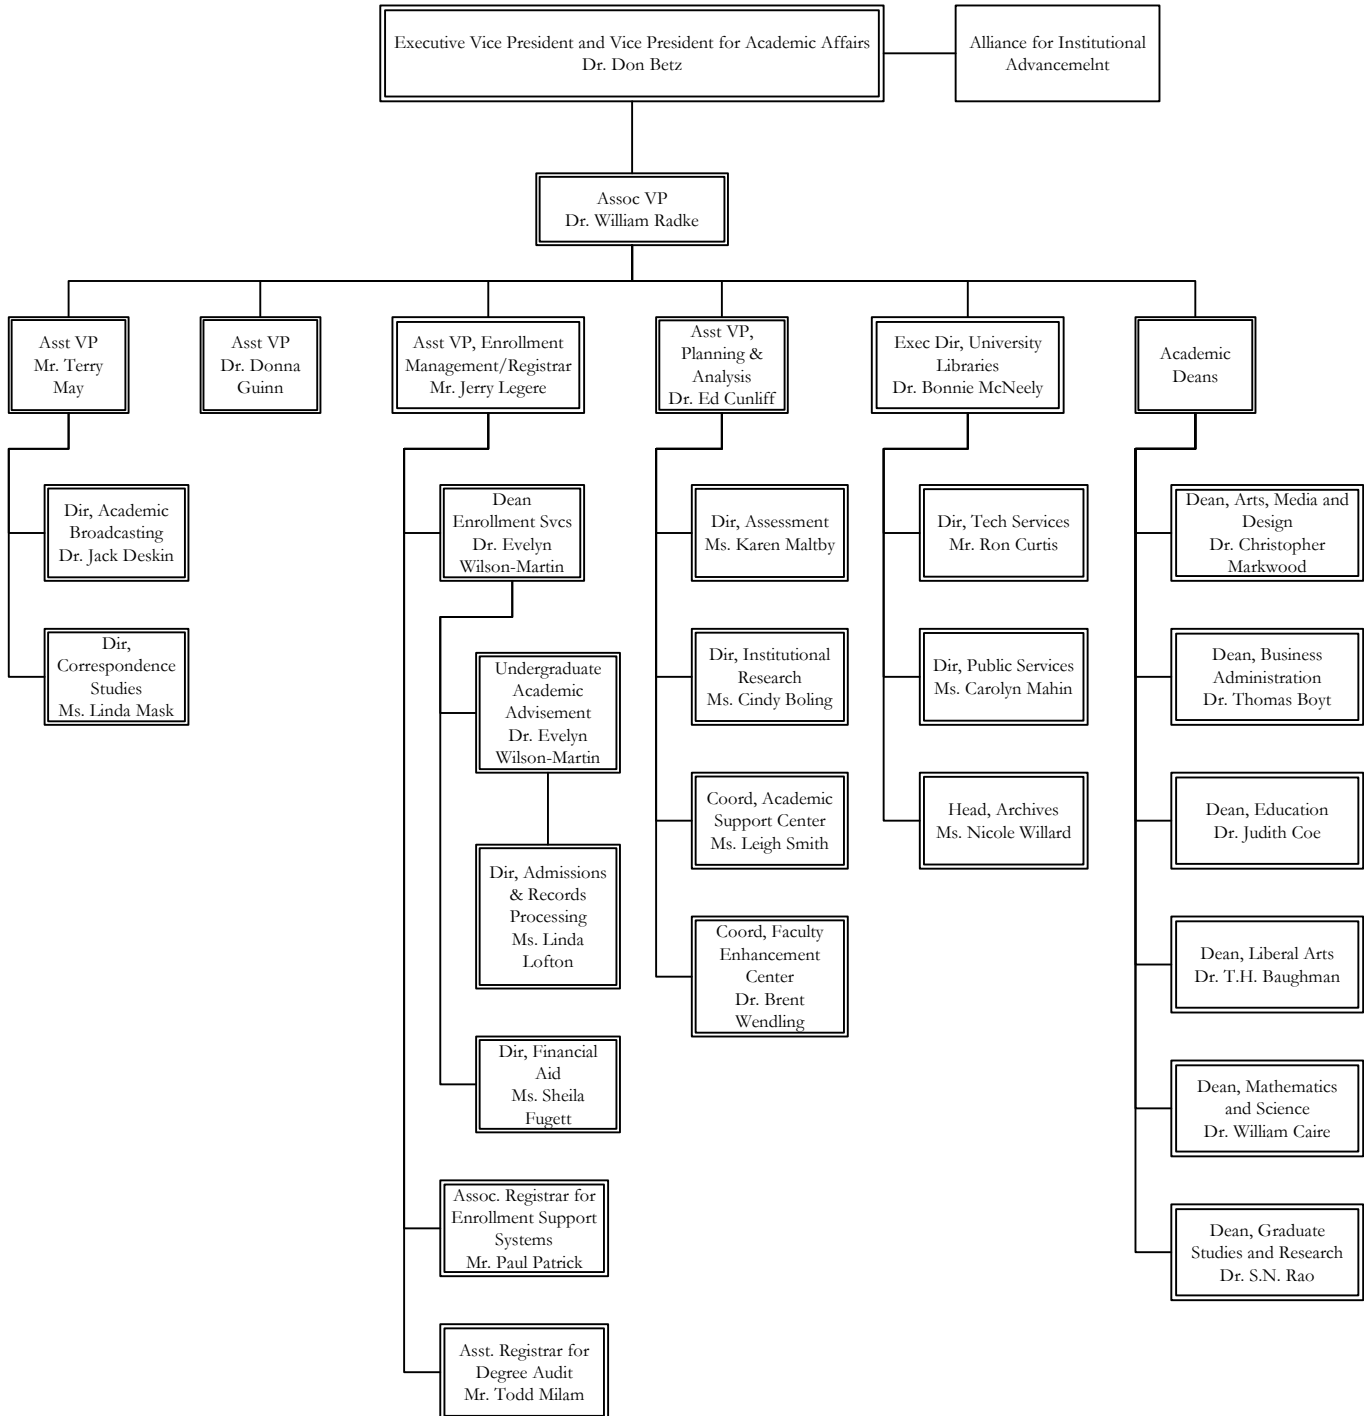 Executive Vice President and Vice President for Academic Affairs
Dr. Don Betz
Alliance for Institutional
Advancemelnt
Assoc VP
Dr. William Radke
Asst VP
Mr. Terry
May
Asst VP
Dr. Donna
Guinn
Asst VP, Enrollment
Management/Registrar
Mr. Jerry Legere
Asst VP,
Planning &
Analysis
Dr. Ed Cunliff
Exec Dir, University
Libraries
Dr. Bonnie McNeely
Academic
Deans
Dir, Academic
Broadcasting
Dr. Jack Deskin
Dir,
Correspondence
Studies
Ms. Linda Mask
Dean
Enrollment Svcs
Dr. Evelyn
Wilson-Martin
Undergraduate
Academic
Advisement
Dr. Evelyn
Wilson-Martin
Dir, Admissions
& Records
Processing
Ms. Linda
Lofton
Dir, Financial
Aid
Ms. Sheila
Fugett
Assoc. Registrar for
Enrollment Support
Systems
Mr. Paul Patrick
Asst. Registrar for
Degree Audit
Mr. Todd Milam
Dir, Assessment
Ms. Karen Maltby
Dir, Institutional
Research
Ms. Cindy Boling
Coord, Academic
Support Center
Ms. Leigh Smith
Coord, Faculty
Enhancement
Center
Dr. Brent
Wendling
Dir, Tech Services
Mr. Ron Curtis
Dir, Public Services
Ms. Carolyn Mahin
Head, Archives
Ms. Nicole Willard
Dean, Arts, Media and
Design
Dr. Christopher
Markwood
Dean, Business
Administration
Dr. Thomas Boyt
Dean, Education
Dr. Judith Coe
Dean, Liberal Arts
Dr. T.H. Baughman
Dean, Mathematics
and Science
Dr. William Caire
Dean, Graduate
Studies and Research
Dr. S.N. Rao